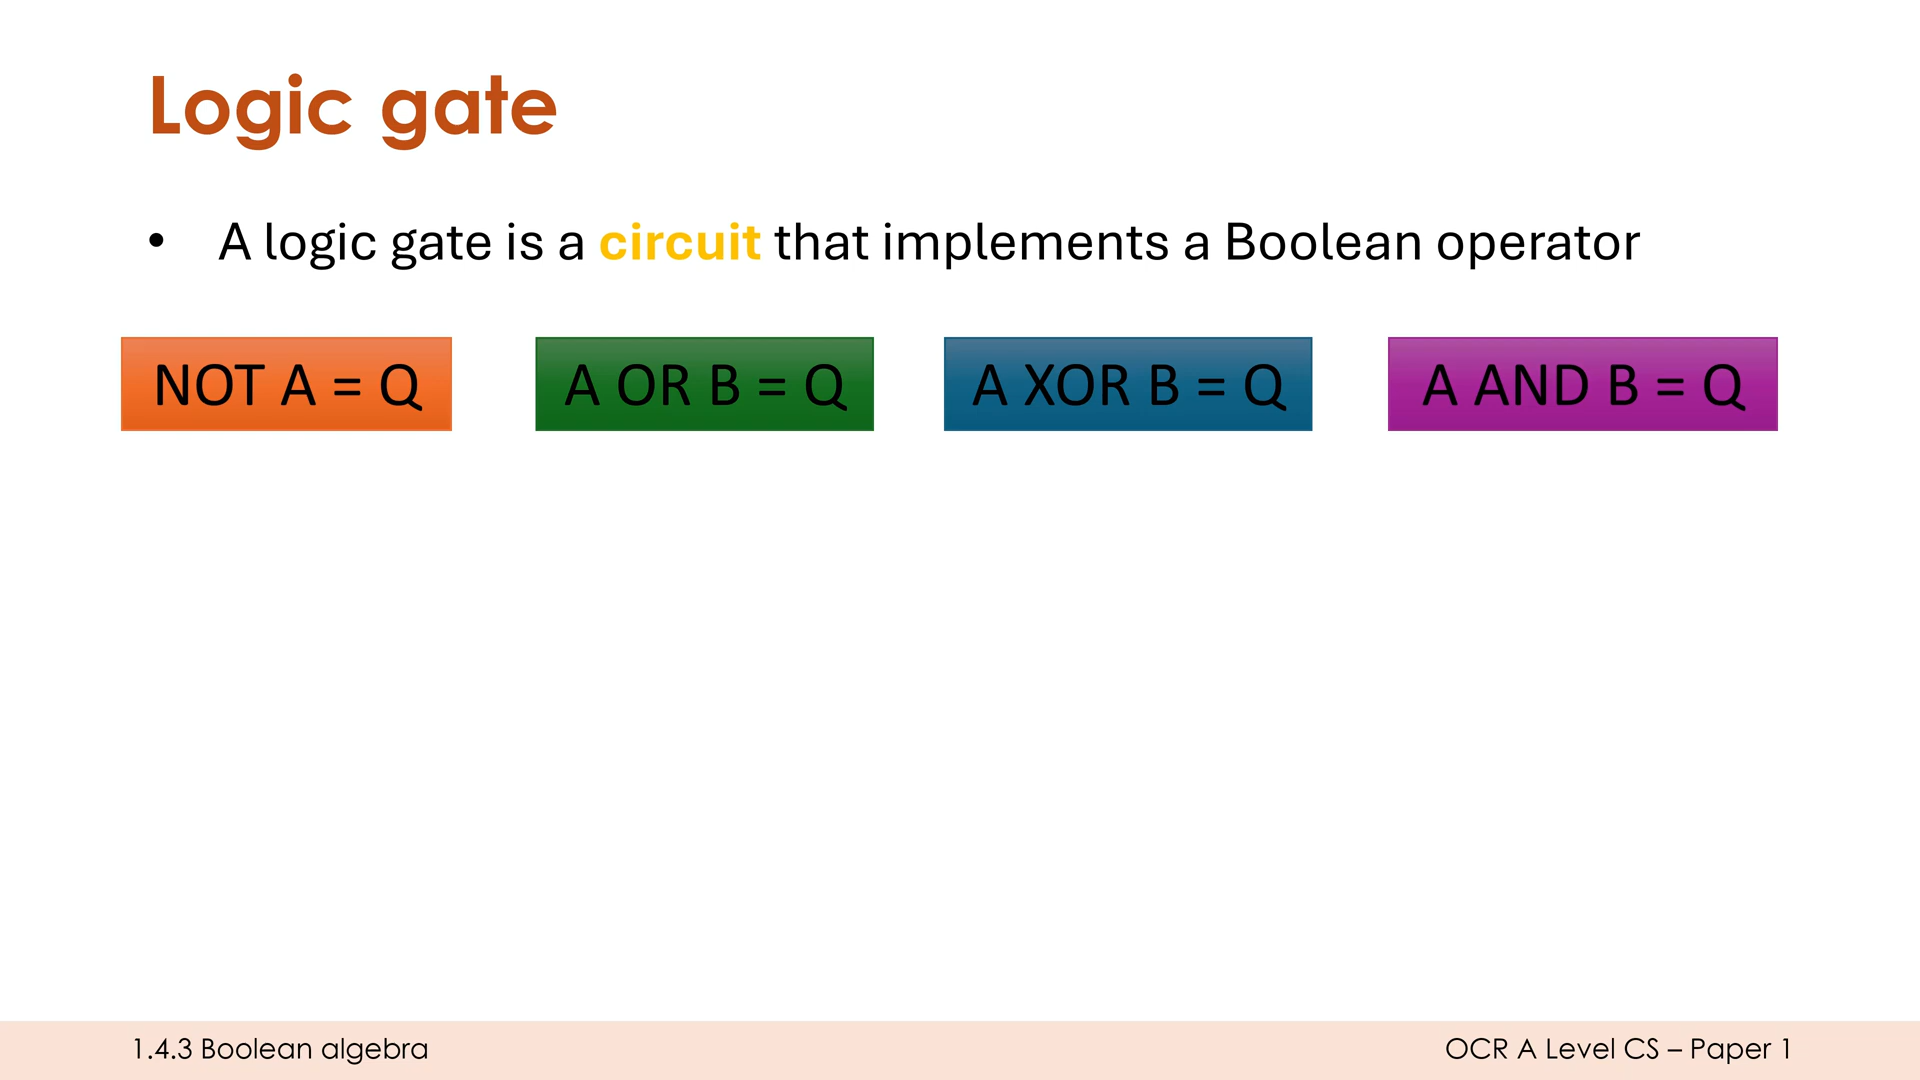 Logic gate
• A logic gate is a circuit that implements a Boolean operator
NOT A = Q
A OR B = Q
A XOR B = Q
A AND B = Q
1.4.3 Boolean algebra
OCR A Level CS – Paper 1